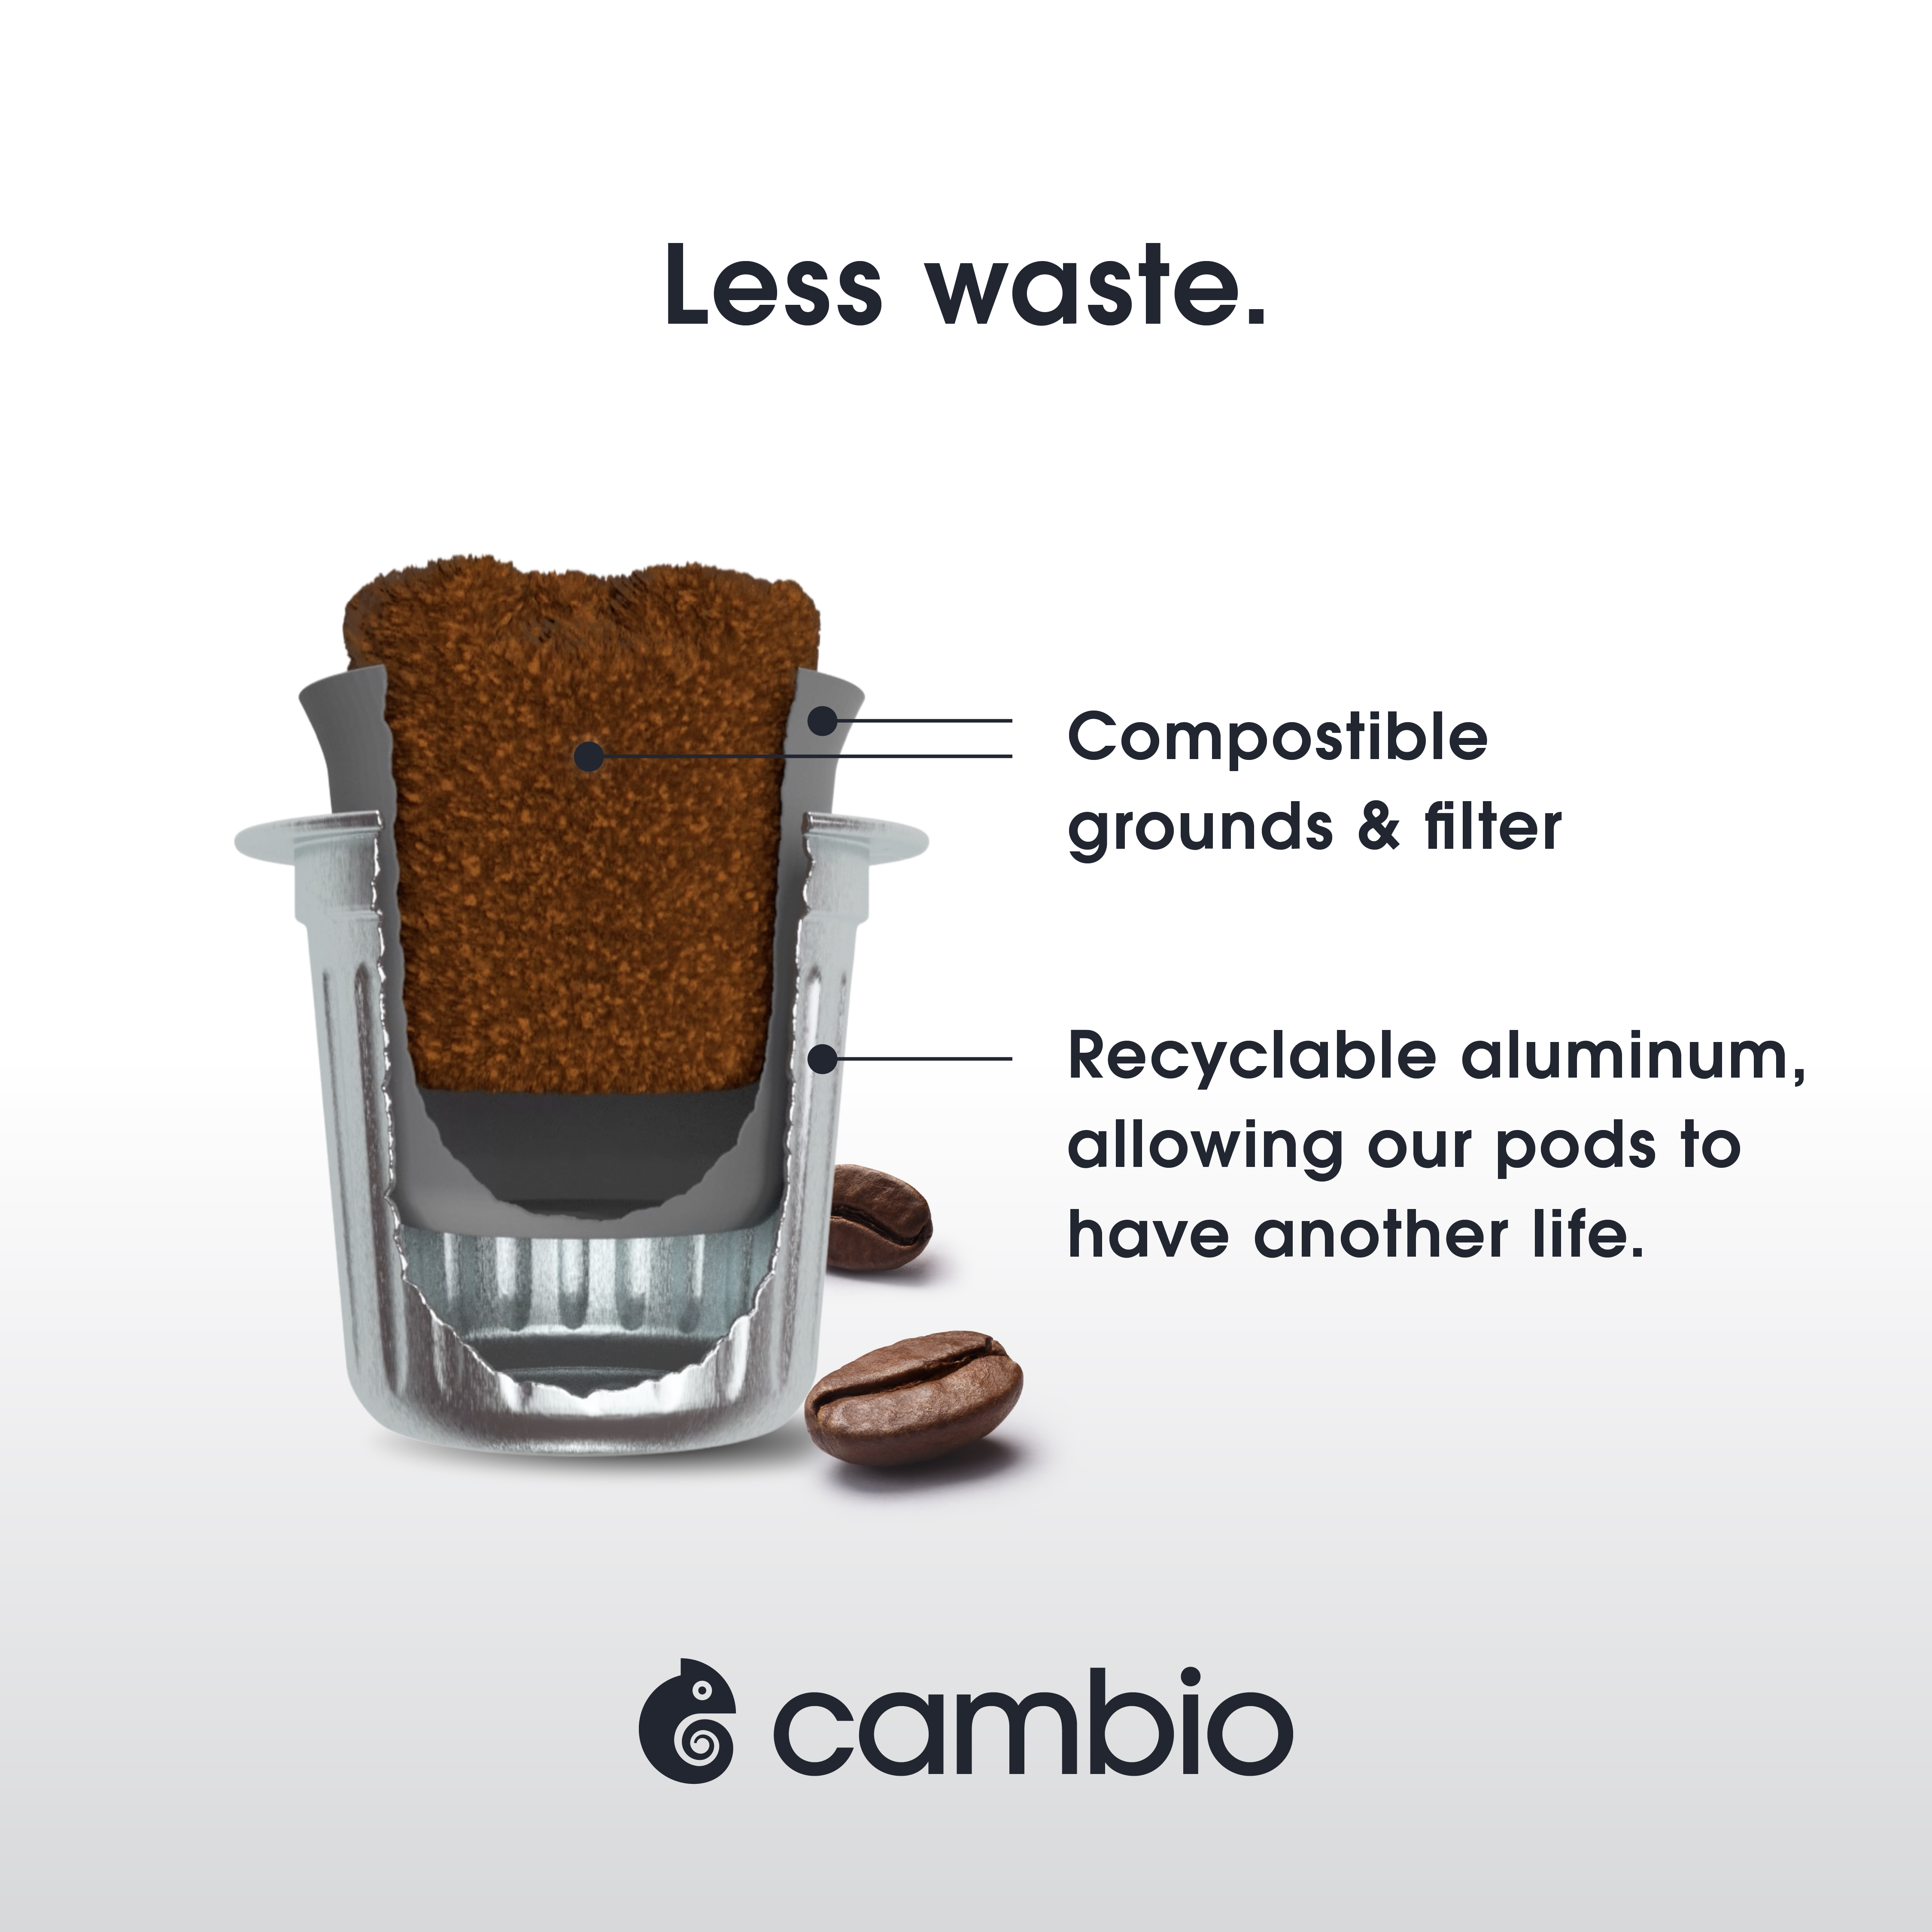 Less waste.
Compostible
grounds & filter
Recyclable aluminum,
allowing our pods to
have another life.
cambio